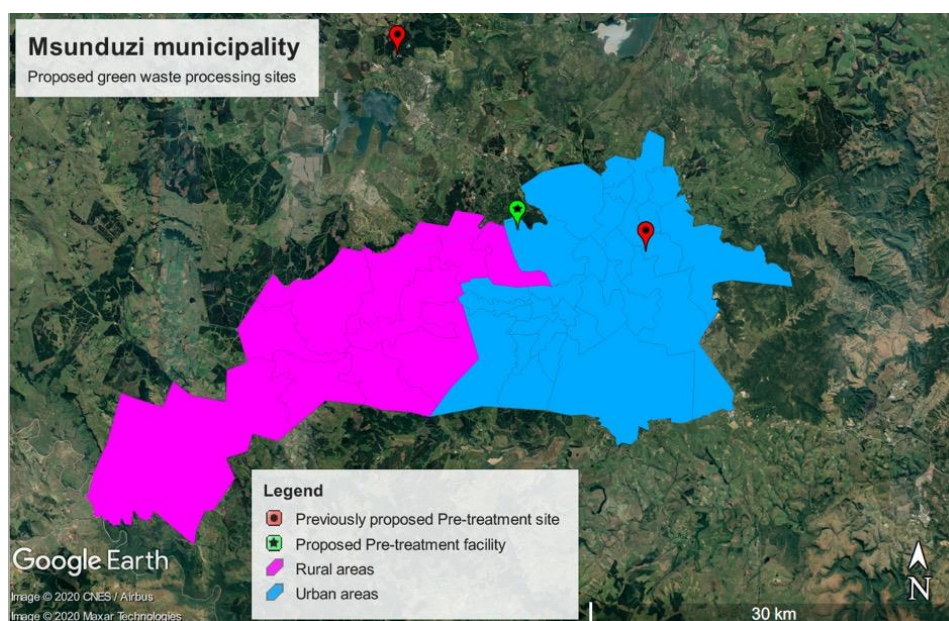 Msunduzi municipality
Proposed green waste processing sites
Legend
Previously proposed Pre-treatment site
Proposed Pre-treatment facility
Rural areas
Urban areas
Google Earth
Image © 2020 CNES / Airbus
Image © 2020 Maxar Technologies
30 km
N